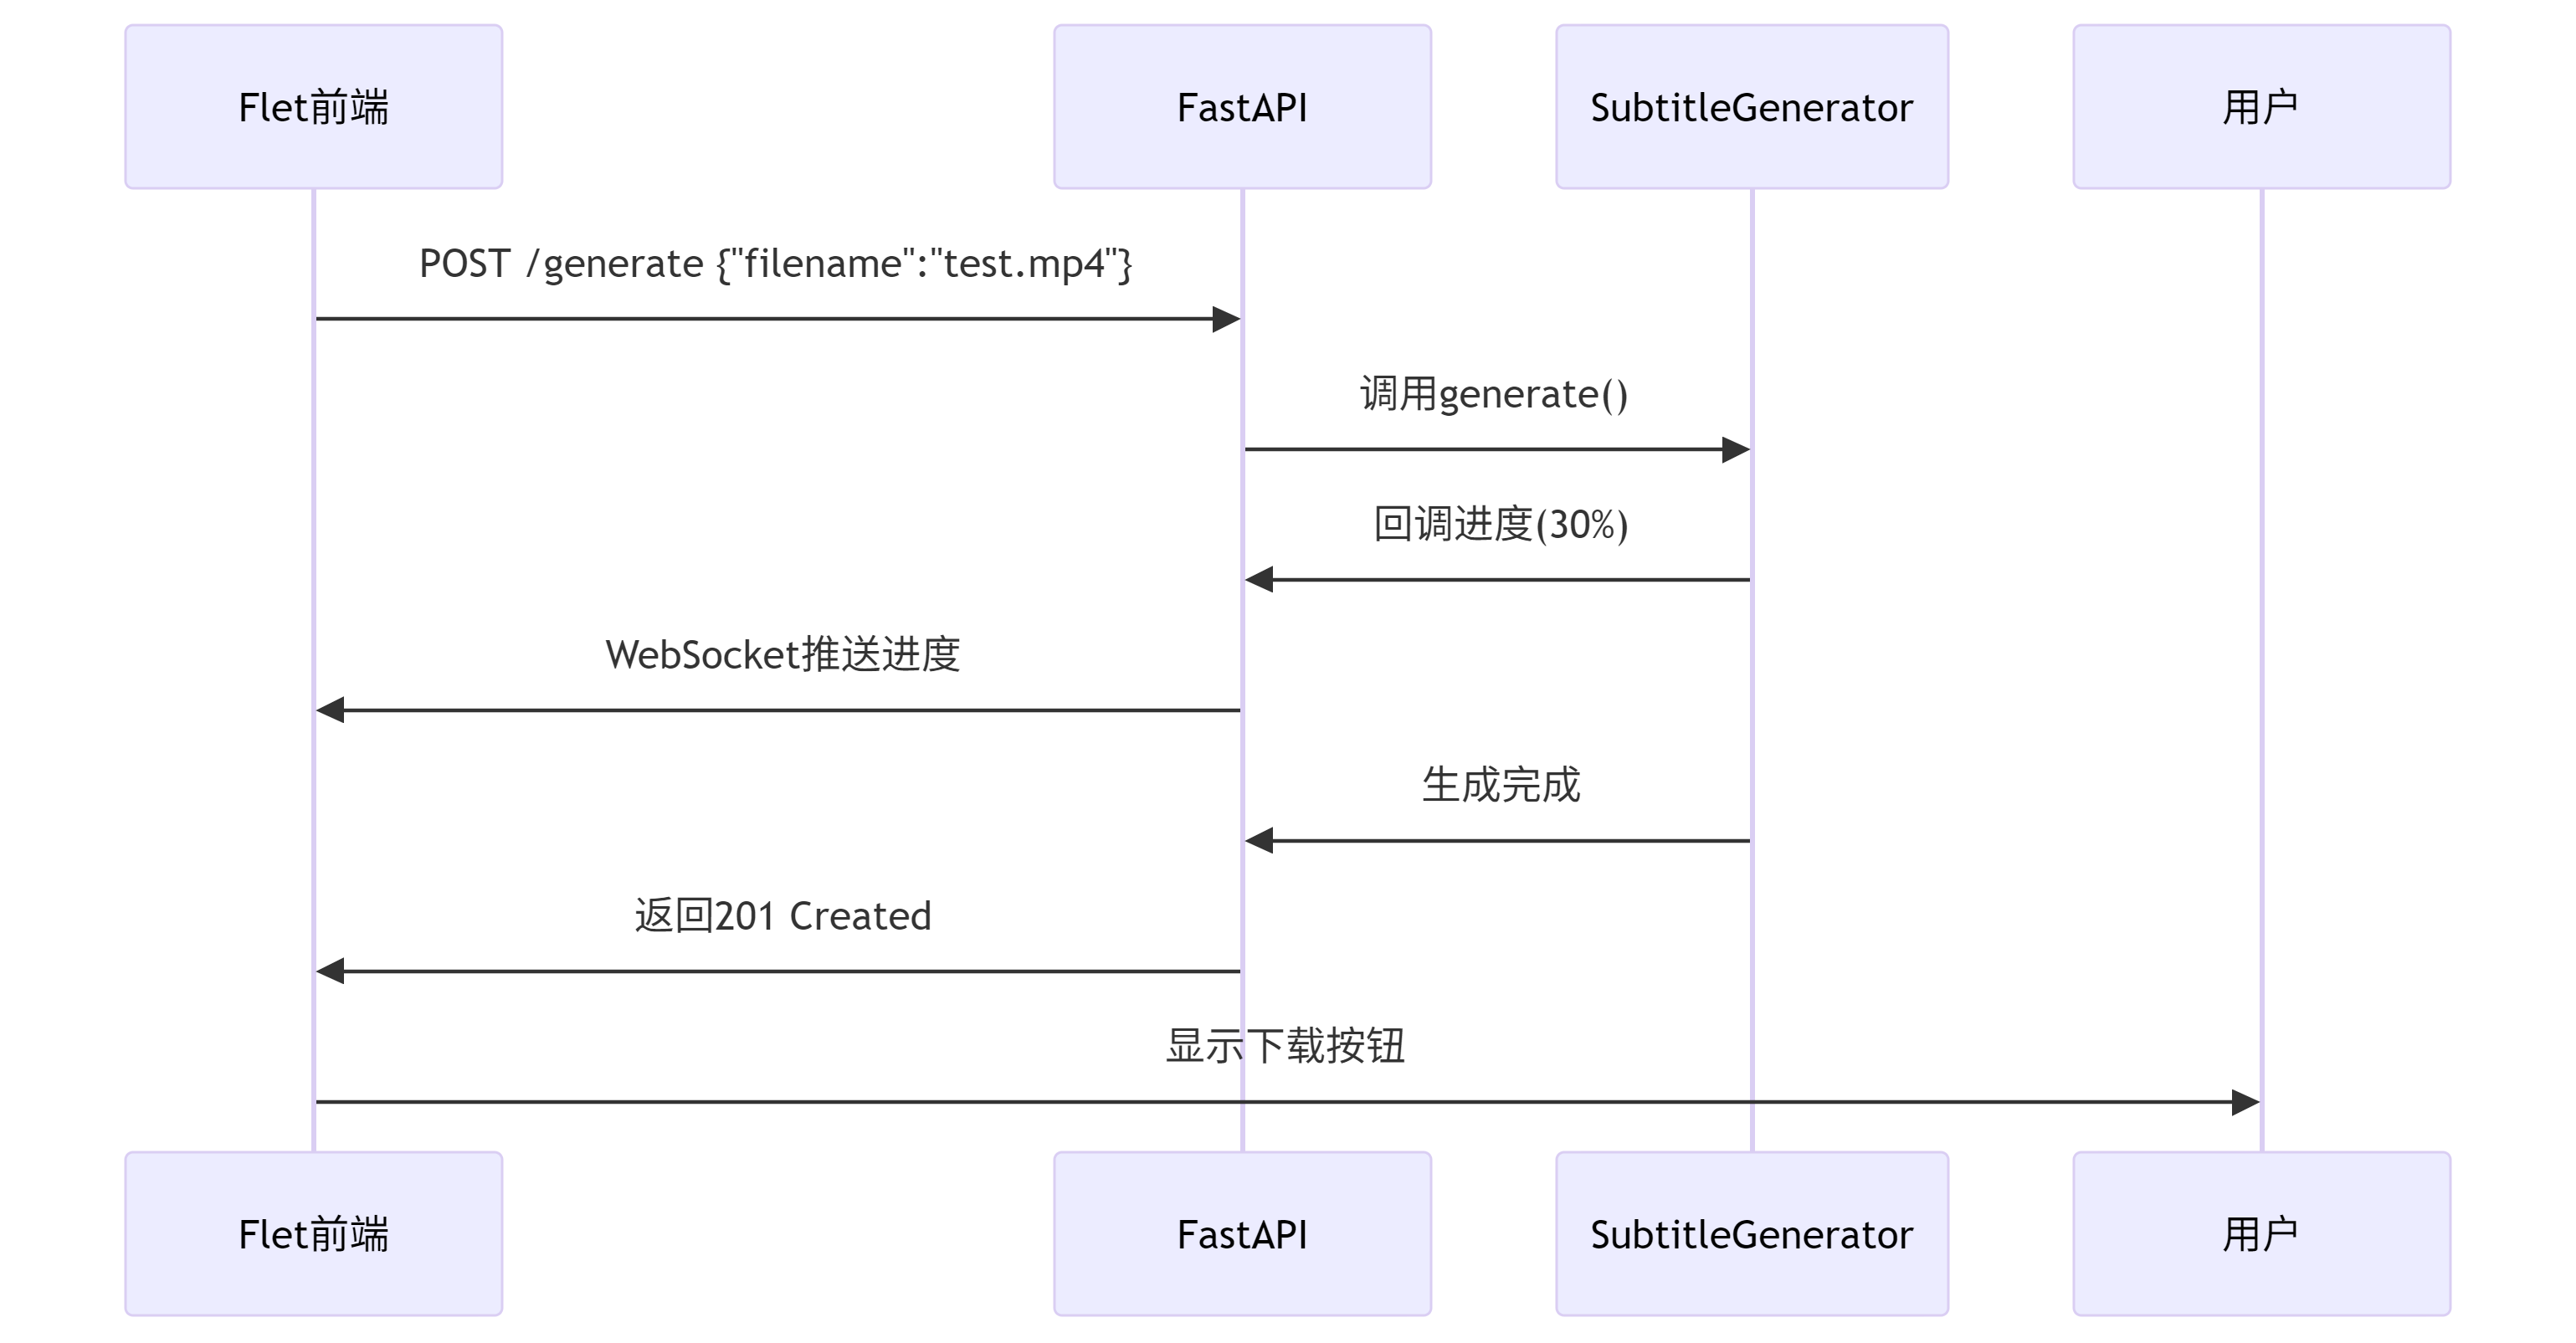 Flet前端
FastAPI
SubtitleGenerator
用户
POST /generate {"filename":"test.mp4"}
调用generate()
回调进度(30%)
WebSocket推送进度
生成完成
返回201 Created
显示下载按钮
Flet前端
FastAPI
SubtitleGenerator
用户